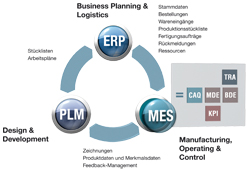 Business Planning &
Logistics
Stammdaten
Bestellungen
Wareneingänge
Produktionsstückliste
Fertigungsaufträge
Rückmeldungen
Ressourcen
Stücklisten
Arbeitspläne
ERP
TRA
= CAQ MDE BDE
KPI
PLM
MES
Design &
Development
Zeichnungen
Produktdaten und Merkmalsdaten
Feedback-Management
Manufacturing,
Operating &
Control